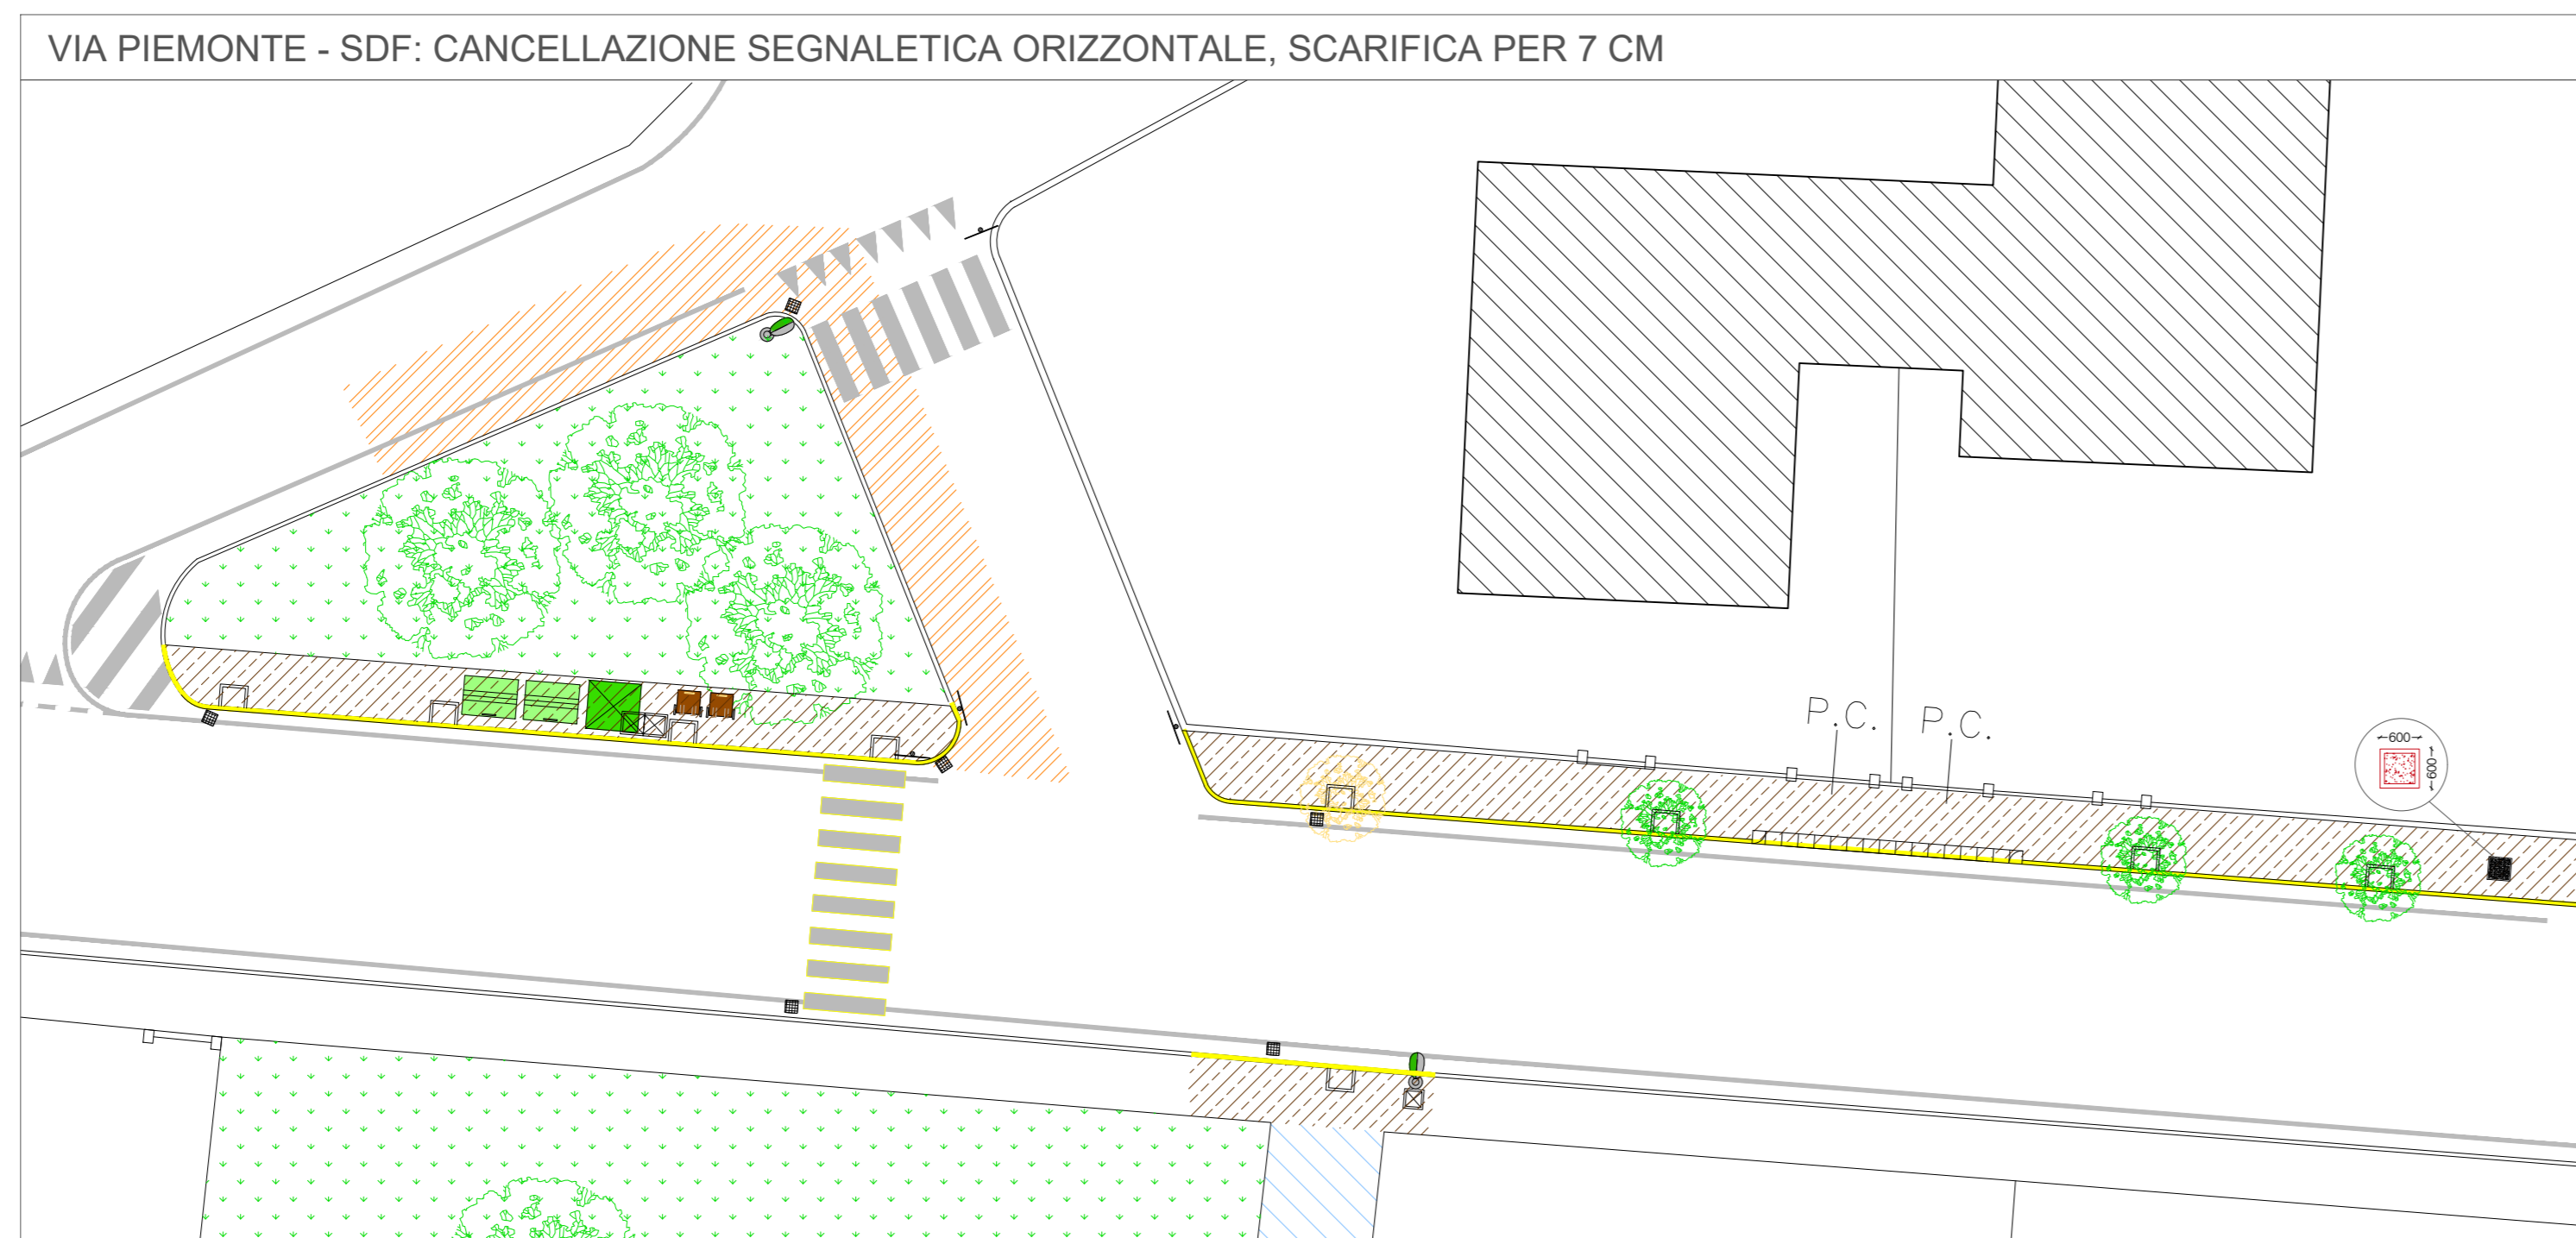 VIA PIEMONTE - SDF: CANCELLAZIONE SEGNALETICA ORIZZONTALE, SCARIFICA PER 7 CM
P.C. P.C.
600
600